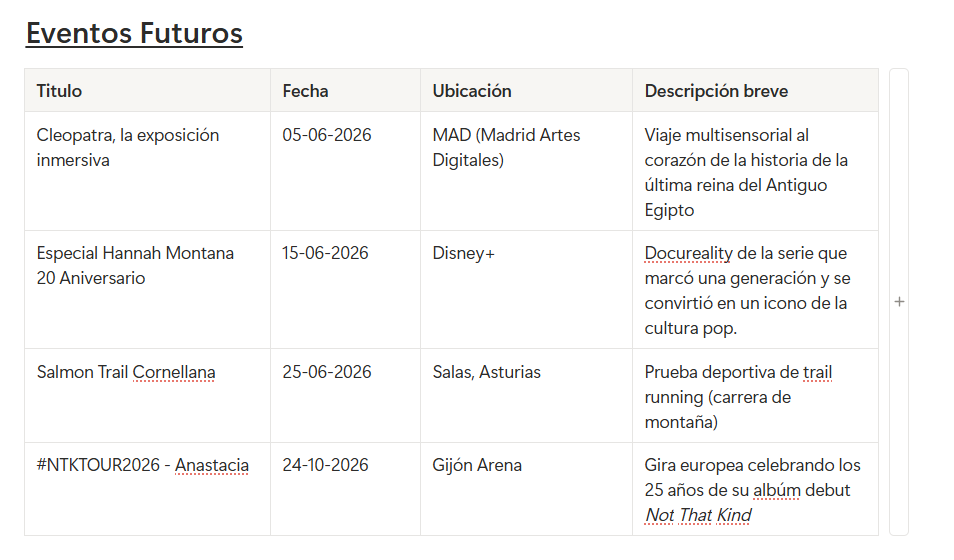 Eventos Futuros
Titulo
Fecha
Ubicación
Descripción breve
Cleopatra, la exposición
inmersiva
05-06-2026
MAD (Madrid Artes
Digitales)
Viaje multisensorial al
corazón de la historia de la
última reina del Antiguo
Egipto
Especial Hannah Montana
20 Aniversario
15-06-2026
Disney+
Docureality de la serie que
marcó una generación y se
convirtió en un icono de la
cultura pop.
Salmon Trail Cornellana
25-06-2026
Salas, Asturias
Prueba deportiva de trail
running (carrera de
montaña)
#NTKTOUR2026 - Anastacia
24-10-2026
Gijón Arena
Gira europea celebrando los
25 años de su albúm debut
Not That Kind
+